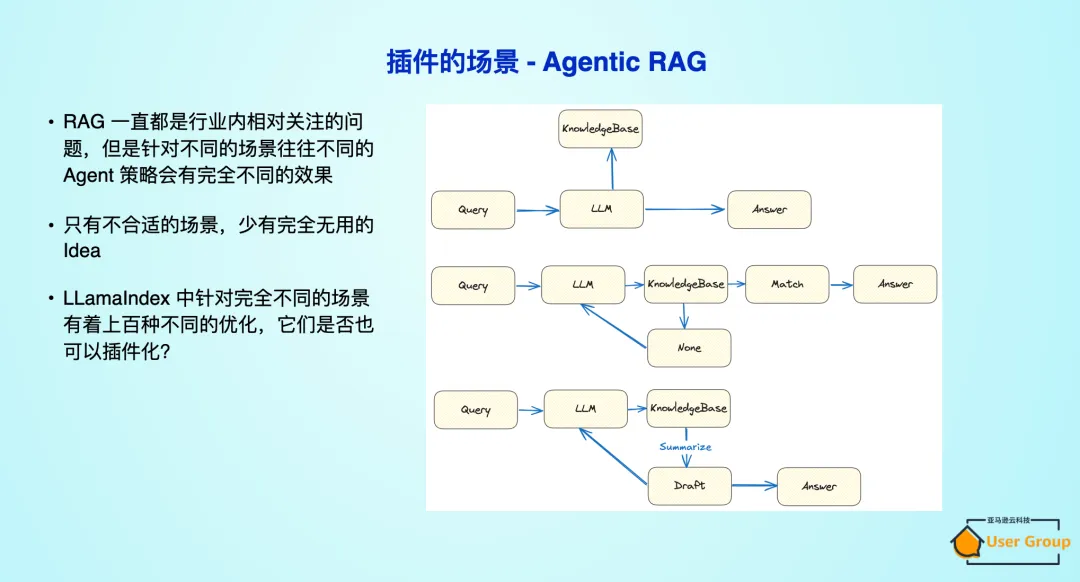 插件的场景 - Agentic RAG
• RAG 一直都是行业内相对关注的问
题，但是针对不同的场景往往不同的
Agent 策略会有完全不同的效果
• 只有不合适的场景，少有完全无用的
Idea
• LLamaIndex 中针对完全不同的场景
有着上百种不同的优化，它们是否也
可以插件化?
KnowledgeBase
Query
LLM
Answer
Query
LLM
KnowledgeBase
Match
Answer
None
Query
LLM
KnowledgeBase
Summarize
Draft
Answer
亚马逊云科技
User Group